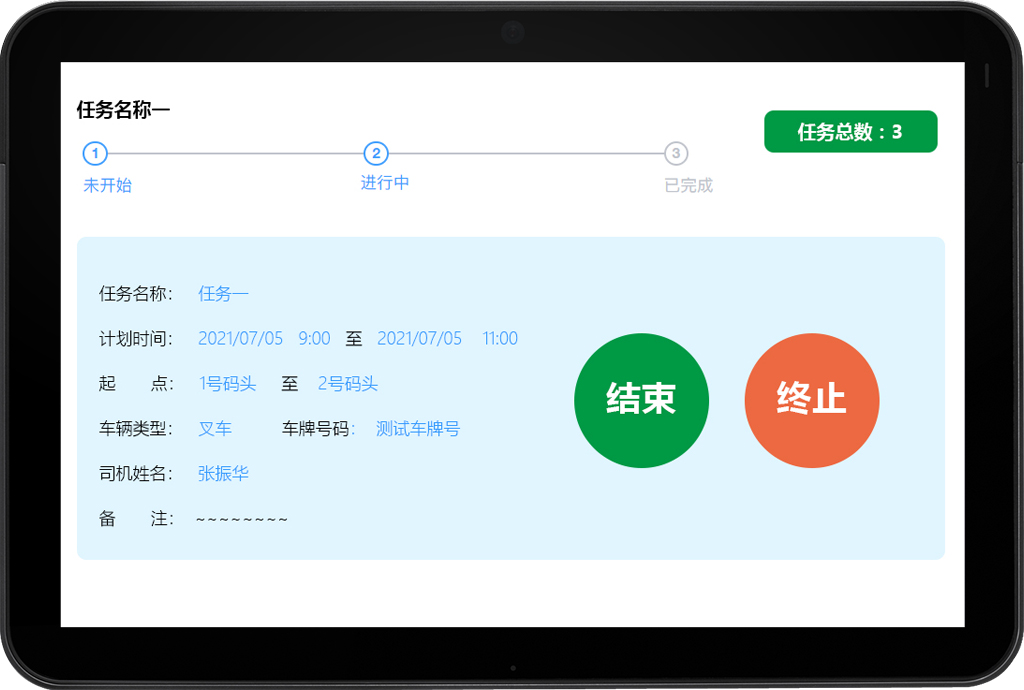 任务名称一
任务总数：3
1 2 3
未开始 进行中 已完成
任务名称： 任务一
计划时间： 2021/07/05 9:00 至 2021/07/05 11:00
起 点： 1号码头 至 2号码头
车辆类型： 叉车 车牌号码： 测试车牌号
司机姓名： 张振华
备 注： ~~~~~~~~
结束 终止